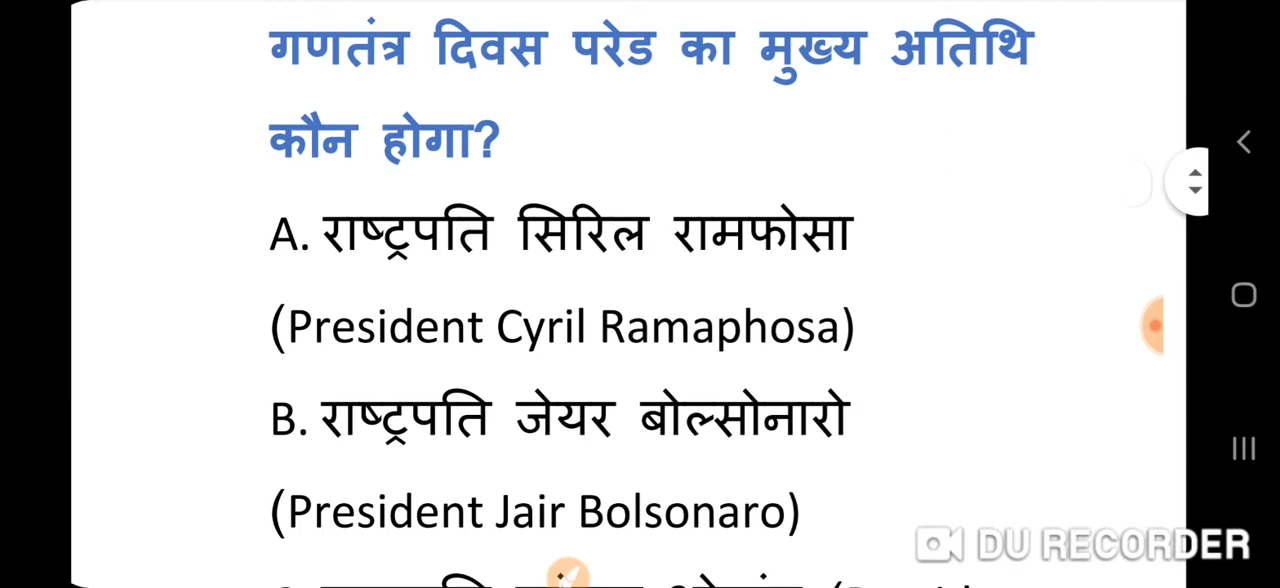 गणतंत्र दिवस परेड का मुख्य अतिथि
कौन होगा?
A. राष्ट्रपति सिरिल रामफोसा
(President Cyril Ramaphosa)
B. राष्ट्रपति जेयर बोल्सोनारो
(President Jair Bolsonaro)
DU RECORDER